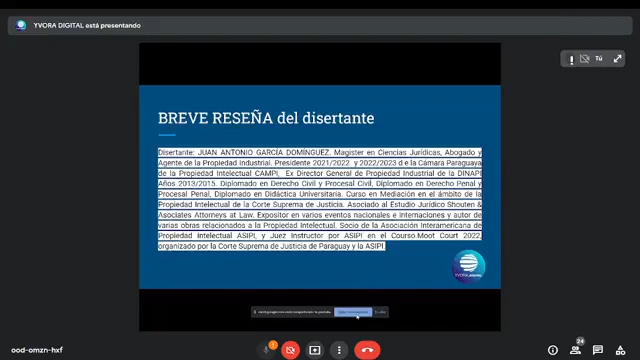 YVORA DIGITAL está presentando
Tú
BREVE RESEÑA del disertante
Disertante: JUAN ANTONIO GARCÍA DOMÍNGUEZ. Magister en Ciencias Jurídicas, Abogado y
Agente de la Propiedad Industrial. Presidente 2021/2022 y 2022/2023 d e la Cámara Paraguaya
de la Propiedad Intelectual CAMPI, Ex Director General de Propiedad Industrial de la DINAPI
Años 2013/2015. Diplomado en Derecho Civil y Procesal Civil, Diplomado en Derecho Penal y
Procesal Penal, Diplomado en Didáctica Universitaria. Curso en Mediación en el ámbito de la
Propiedad Intelectual de la Corte Suprema de Justicia. Asociado al Estudio Jurídico Shouten &
Asociates Attorneys at Law. Expositor en varios eventos nacionales e Internaciones y autor de
varias obras relacionados a la Propiedad Intelectual. Socio de la Asociación Interamericana de
Propiedad Intelectual ASIPI, y Juez Instructor por ASIPI en el Courso.Moot Court 2022,
organizado por la Corte Suprema de Justicia de Paraguay y la ASIPI.
YVORA DIGITAL
ood-omzn-hxf
24